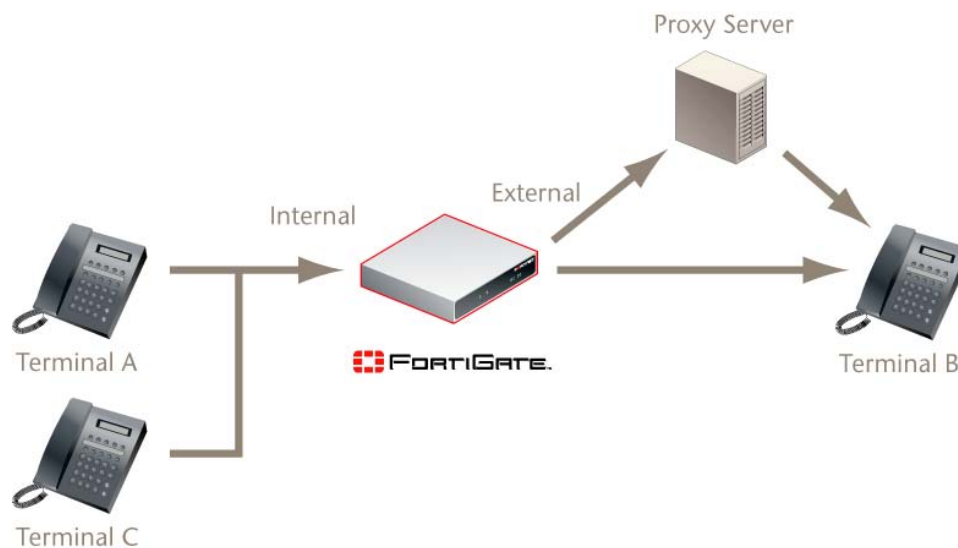 Proxy Server
External
Internal
Terminal A
FORTIGATE
Terminal B
Terminal C